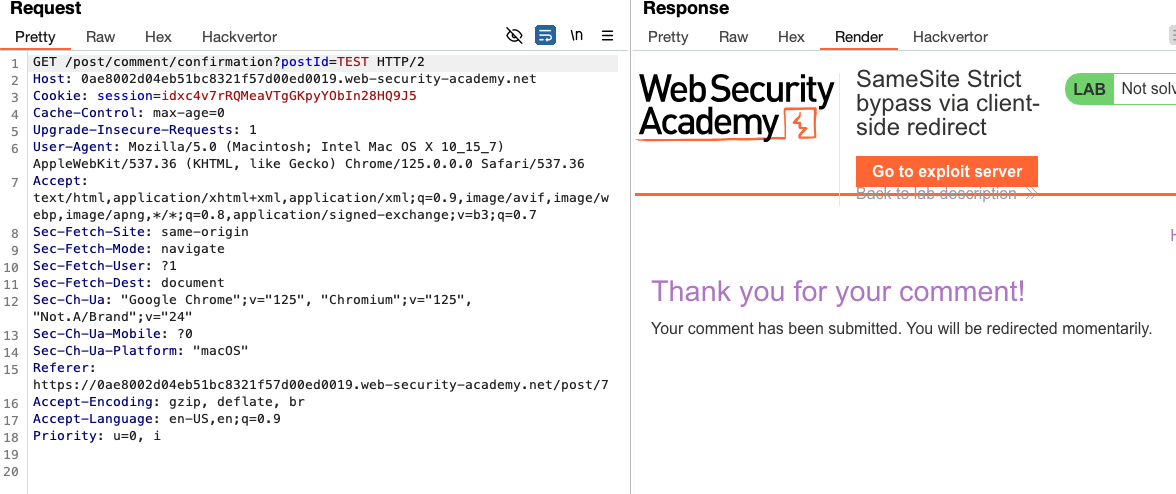 Request
Pretty Raw Hex Hackvertor \n
1 GET /post/comment/confirmation?postId=TEST HTTP/2
2 Host: 0ae8002d04eb51bc8321f57d00ed0019.web-security-academy.net
3 Cookie: session=idxc4v7rRQMeaVTgGKpyYObIn28HQ9J5
4 Cache-Control: max-age=0
5 Upgrade-Insecure-Requests: 1
6 User-Agent: Mozilla/5.0 (Macintosh; Intel Mac OS X 10_15_7)
AppleWebKit/537.36 (KHTML, like Gecko) Chrome/125.0.0.0 Safari/537.36
7 Accept:
text/html,application/xhtml+xml,application/xml;q=0.9,image/avif,image/w
ebp,image/apng,*/*;q=0.8,application/signed-exchange;v=b3;q=0.7
8 Sec-Fetch-Site: same-origin
9 Sec-Fetch-Mode: navigate
10 Sec-Fetch-User: ?1
11 Sec-Fetch-Dest: document
12 Sec-Ch-Ua: "Google Chrome";v="125", "Chromium";v="125",
"Not.A/Brand";v="24"
13 Sec-Ch-Ua-Mobile: ?0
14 Sec-Ch-Ua-Platform: "macOS"
15 Referer:
https://0ae8002d04eb51bc8321f57d00ed0019.web-security-academy.net/post/7
16 Accept-Encoding: gzip, deflate, br
17 Accept-Language: en-US,en;q=0.9
18 Priority: u=0, i
19
20
Response
Pretty Raw Hex Render Hackvertor
Web Security
Academy
SameSite Strict
bypass via client-
side redirect
LAB Not solv
Go to exploit server
Back to lab description
H
Thank you for your comment!
Your comment has been submitted. You will be redirected momentarily.